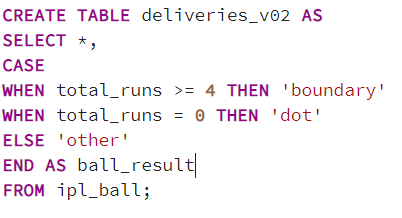 CREATE TABLE deliveries_v02 AS
SELECT *,
CASE
WHEN total_runs >= 4 THEN 'boundary'
WHEN total_runs = 0 THEN 'dot'
ELSE 'other'
END AS ball_result
FROM ipl_ball;